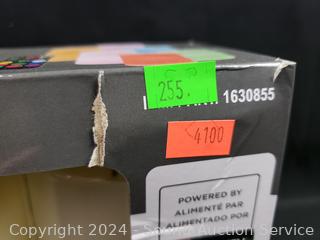 255.
1630855
4100
POWERED BY
ALIMENTÉ PAR
ALIMENTADO POR
Copyright 2024 - Auction Service